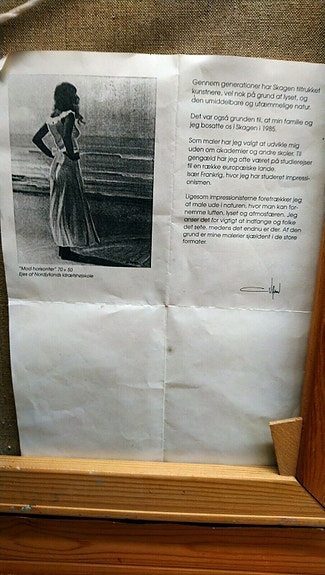 Gennem generationer har Skagen tiltrukket
kunstnere, vel nok på grund af lyset, og
den umiddelbare og utæmmelige natur.
Det var også grunden til, at min familie og
jeg bosatte os i Skagen i 1985.
Som maler har jeg valgt at udvikle mig
uden om akademier og andre skoler. Til
gengæld har jeg ofte været på studierejser
til en række europæiske lande.
Især Frankrig, hvor jeg har studeret impressi-
onismen.
Ligesom impressionisterne foretrækker jeg
at male ude i naturen, hvor man kan for-
nemme luften, lyset og atmosfæren. Jeg
anser det for vigtigt at indfange og folke
det sete, medens det endnu er der. Af den
grund er mine malerier sjældent i de store
formater.
"Mod horisonten" 70 x 50
Ejes af Nordjyllands Idrætshøjskole